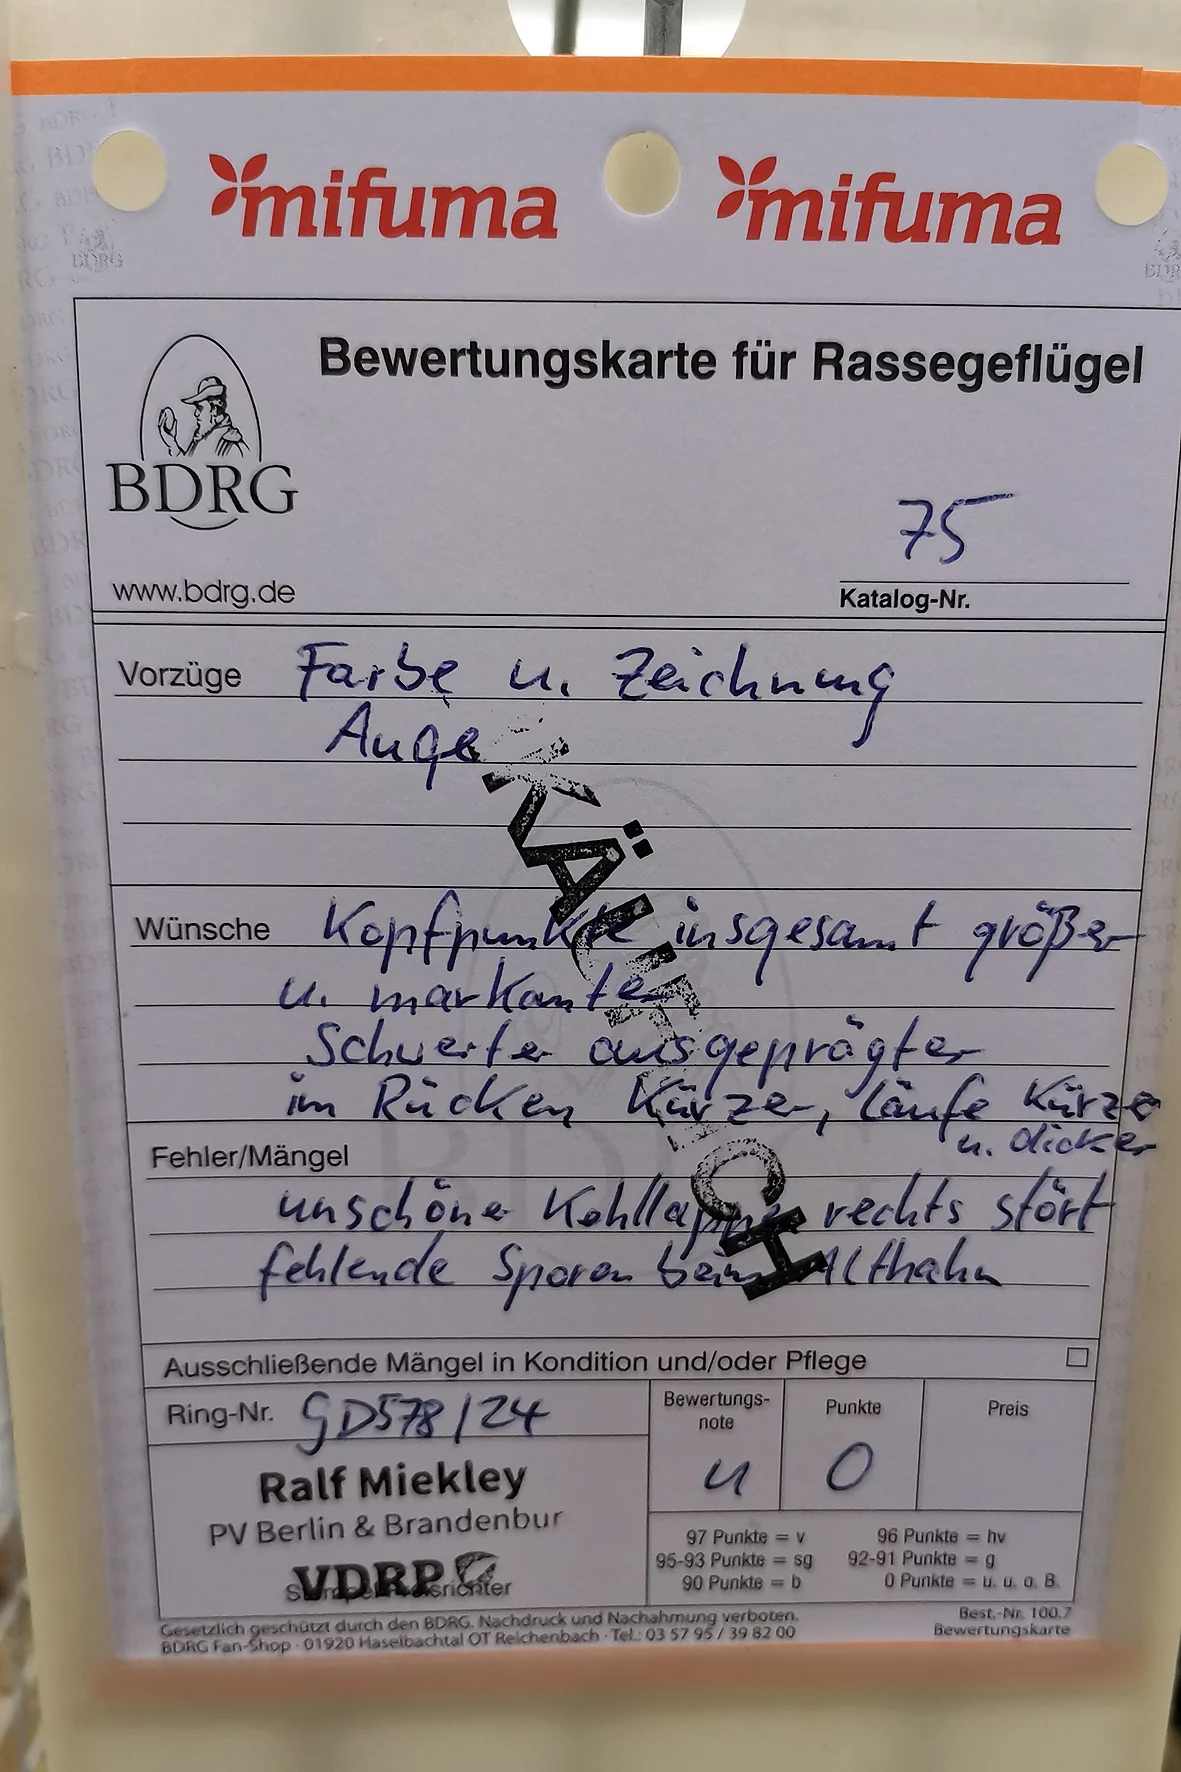 mifuma mifuma
Bewertungskarte für Rassegeflügel
BDRG
www.bdrg.de
75
Katalog-Nr.
Vorzüge Farbe u. Zeichnung
Auge
KÄUFLICH
Wünsche Kopfpunkte insgesamt größer
u. markanter
Schwerter ausgeprägter
im Rücken kürzer, Läufe kürzer
u. dicker
Fehler/Mängel
unschöne Kehllappen rechts stört
fehlende Sporen beim Althahn
Ausschließende Mängel in Kondition und/oder Pflege
Ring-Nr. GD578/24
Bewertungs-
note
u
Punkte
0
Preis
Ralf Miekley
PV Berlin & Brandenbur
VDRP
97 Punkte = v 96 Punkte = hv
95-93 Punkte = sg 92-91 Punkte = g
90 Punkte = b 0 Punkte = u. u. o. B.
Gesetzlich geschützt durch den BDRG. Nachdruck und Nachahmung verboten.
BDRG Fan-Shop · 01920 Haselbachtal OT Reichenbach · Tel.: 03 57 95 / 39 82 00
Best.-Nr. 100.7
Bewertungskarte